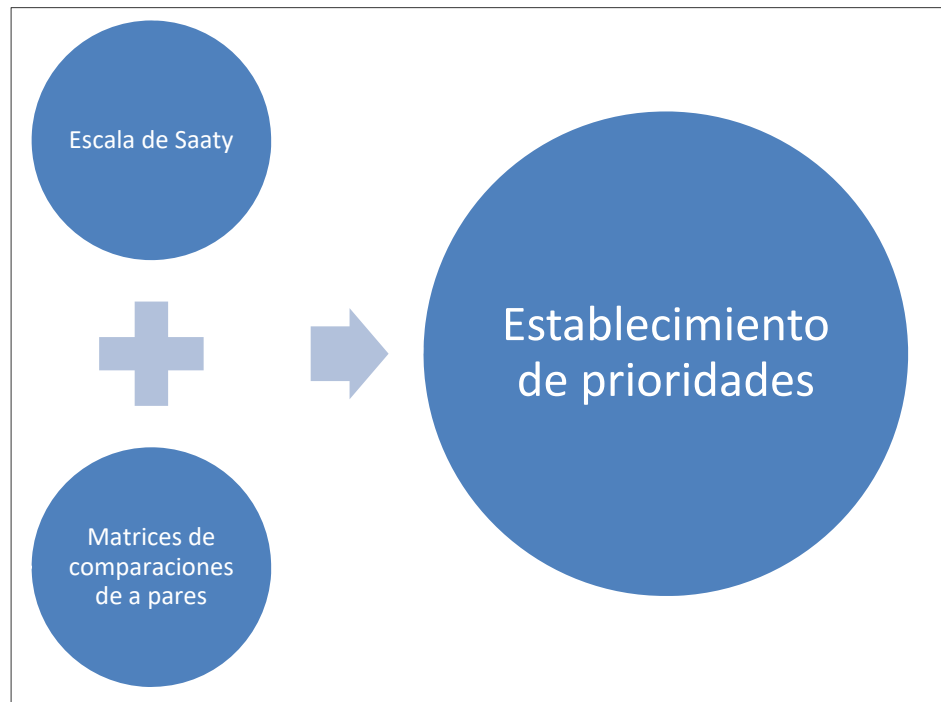 Escala de Saaty
Matrices de
comparaciones
de a pares
Establecimiento
de prioridades